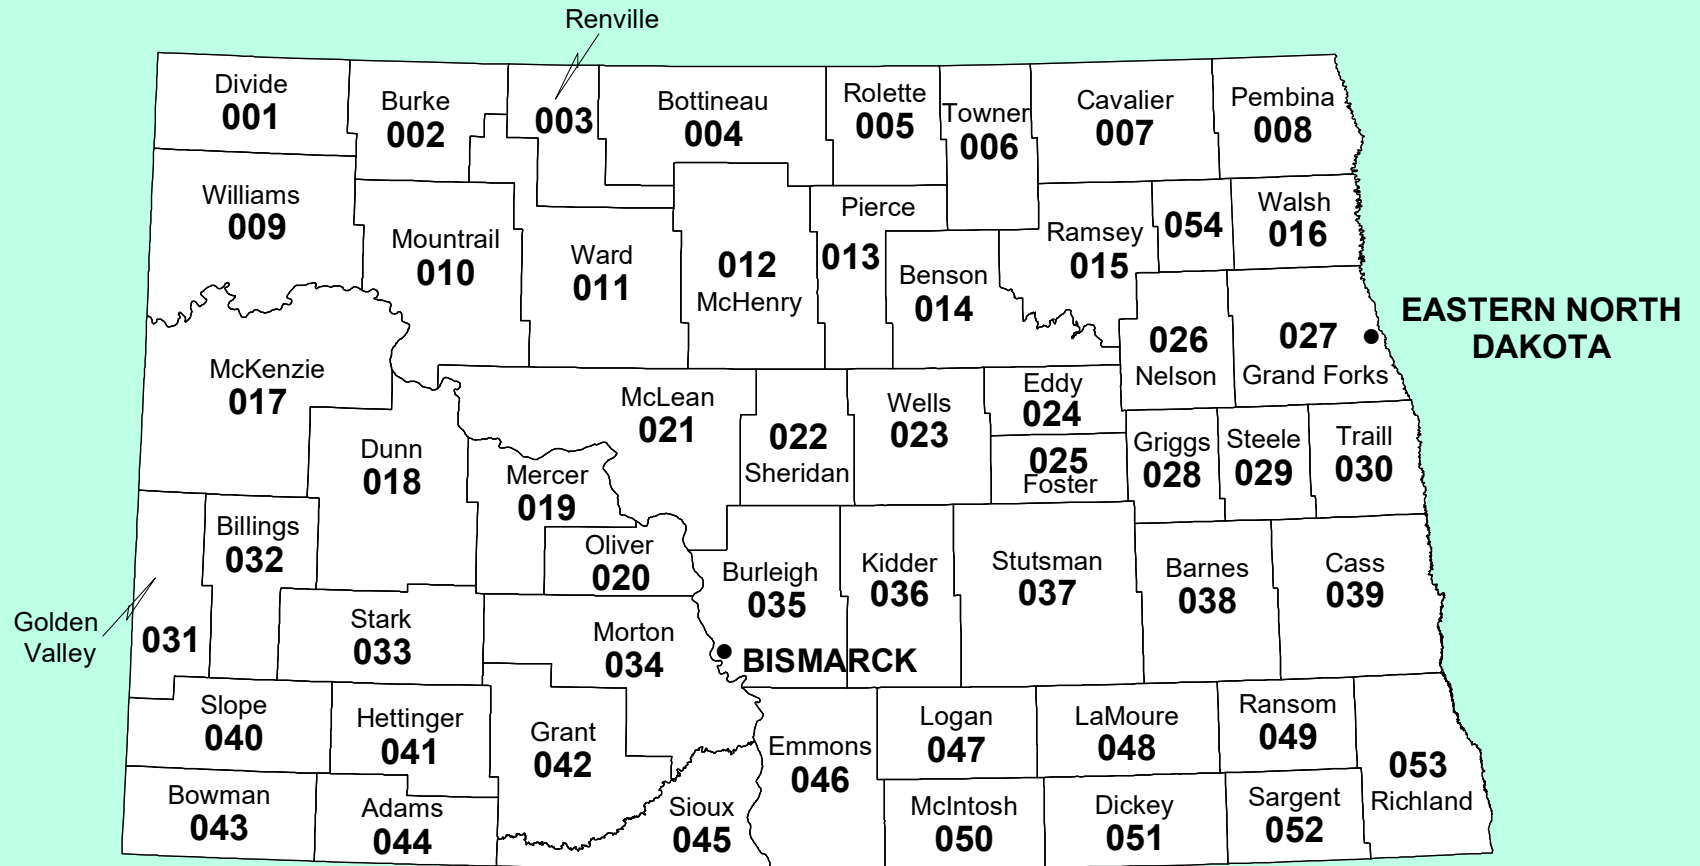 Renville
Divide
001
Burke
002
003
Bottineau
004
Rolette
005
Towner
006
Cavalier
007
Pembina
008
Williams
009
Mountrail
010
Ward
011
012
McHenry
Pierce
013
Benson
014
Ramsey
015
054
Walsh
016
McKenzie
017
Dunn
018
Mercer
019
Oliver
020
McLean
021
022
Sheridan
Wells
023
Eddy
024
025
Foster
026
Nelson
027
Grand Forks
EASTERN NORTH
DAKOTA
Griggs
028
Steele
029
Traill
030
Golden
Valley
031
Billings
032
Stark
033
Morton
034
Burleigh
035
BISMARCK
Kidder
036
Stutsman
037
Barnes
038
Cass
039
Slope
040
Hettinger
041
Grant
042
Bowman
043
Adams
044
Sioux
045
Emmons
046
Logan
047
LaMoure
048
Ransom
049
McIntosh
050
Dickey
051
Sargent
052
053
Richland